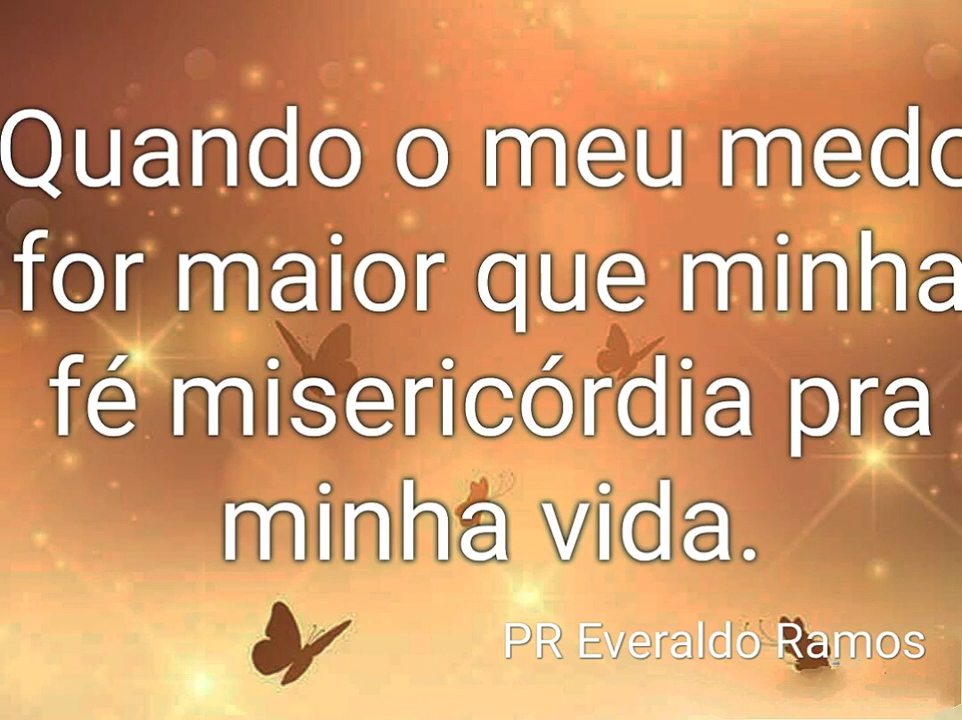 Quando o meu medo
for maior que minha
fé misericórdia pra
minha vida.
PR Everaldo Ramos